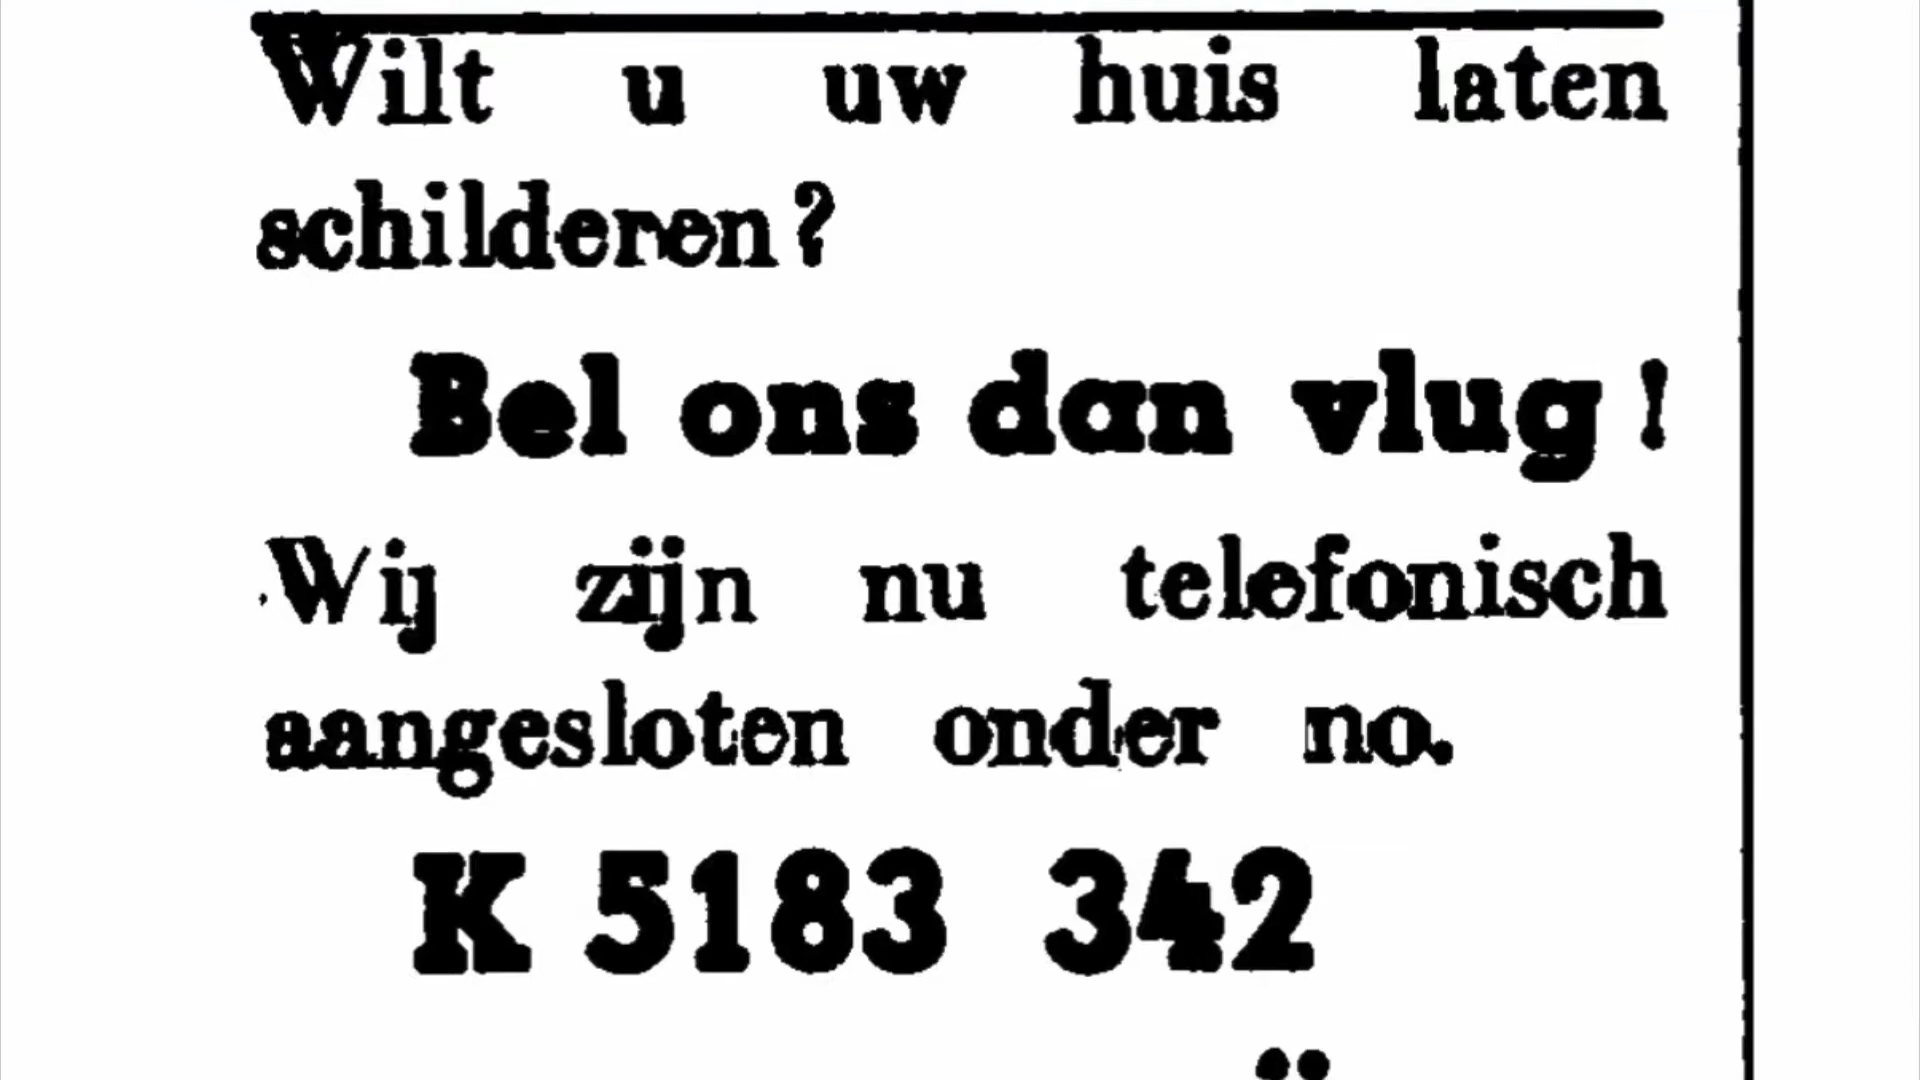 Wilt u uw huis laten
schilderen?
Bel ons dan vlug!
Wij zijn nu telefonisch
aangesloten onder no.
K 5183 342